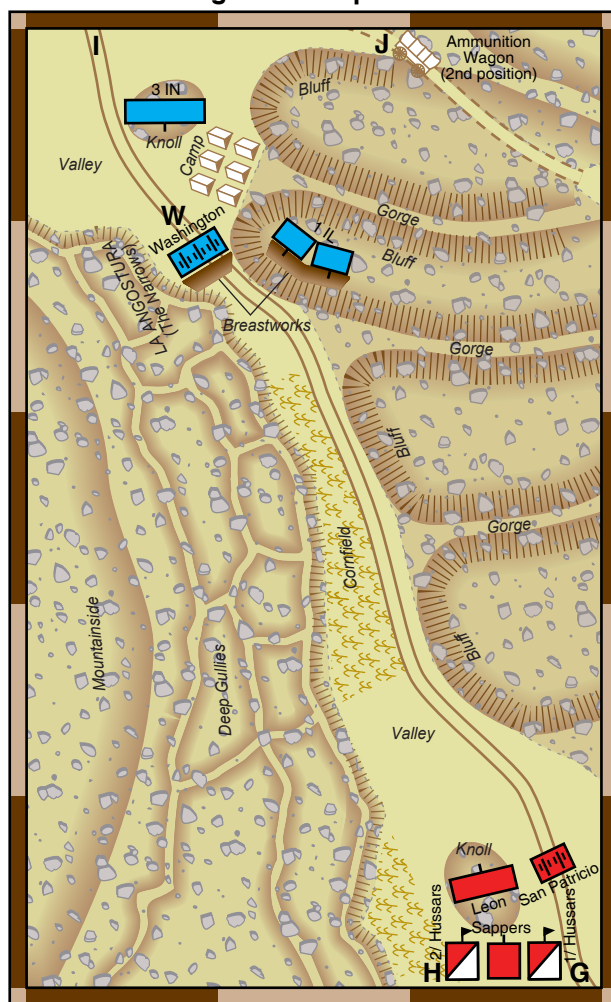 I
J
Ammunition
Wagon
(2nd position)
3 IN
Knoll
Bluff
Camp
Valley
W
Washington
1 IL
Gorge
Bluff
LA ANGOSTURA
(The Narrows)
Breastworks
Gorge
Bluff
Gorge
Cornfield
Bluff
Mountainside
Deep Gullies
Valley
Knoll
San Patricio
Leon
Sappers
2/ Hussars
1/ Hussars
H
G